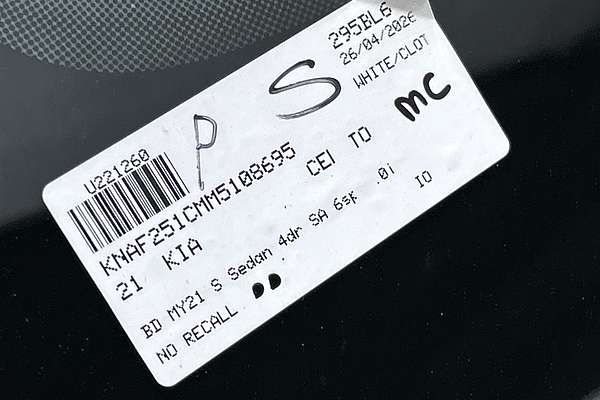 295BL6
26/04/2026
WHITE/CLOT
P S MC
U221260
KNAF251CMM5108695
21 KIA CEI TO
BD MY21 S Sedan 4dr SA 6sp .0i IO
NO RECALL